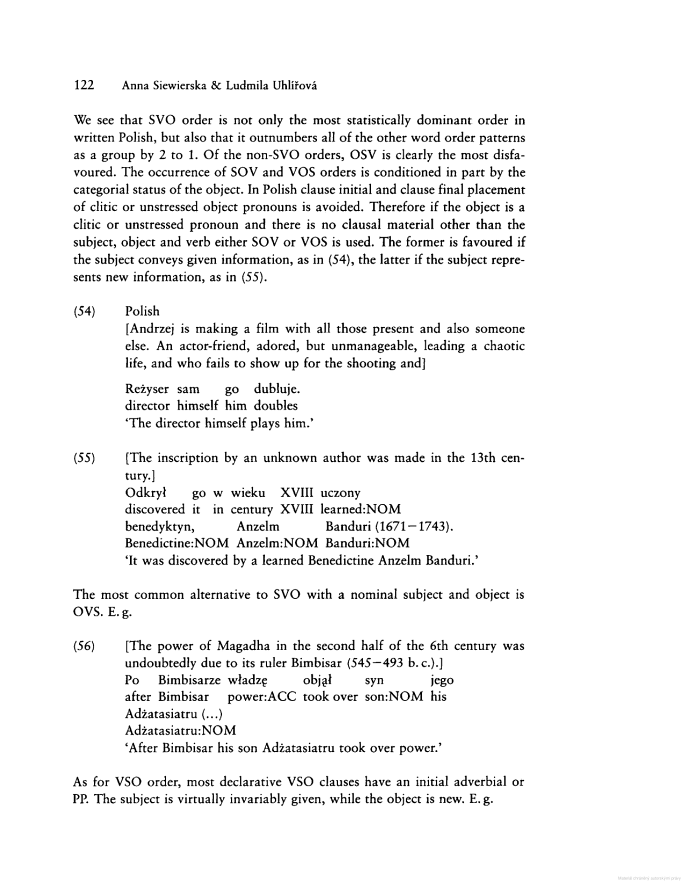 122 Anna Siewierska & Ludmila Uhlířová
We see that SVO order is not only the most statistically dominant order in
written Polish, but also that it outnumbers all of the other word order patterns
as a group by 2 to 1. Of the non-SVO orders, OSV is clearly the most disfa-
voured. The occurrence of SOV and VOS orders is conditioned in part by the
categorial status of the object. In Polish clause initial and clause final placement
of clitic or unstressed object pronouns is avoided. Therefore if the object is a
clitic or unstressed pronoun and there is no clausal material other than the
subject, object and verb either SOV or VOS is used. The former is favoured if
the subject conveys given information, as in (54), the latter if the subject repre-
sents new information, as in (55).
(54) Polish
[Andrzej is making a film with all those present and also someone
else. An actor-friend, adored, but unmanageable, leading a chaotic
life, and who fails to show up for the shooting and]
Reżyser sam go dubluje.
director himself him doubles
‘The director himself plays him.’
(55) [The inscription by an unknown author was made in the 13th cen-
tury.]
Odkrył go w wieku XVIII uczony
discovered it in century XVIII learned:NOM
benedyktyn, Anzelm Banduri (1671–1743).
Benedictine:NOM Anzelm:NOM Banduri:NOM
‘It was discovered by a learned Benedictine Anzelm Banduri.’
The most common alternative to SVO with a nominal subject and object is
OVS. E. g.
(56) [The power of Magadha in the second half of the 6th century was
undoubtedly due to its ruler Bimbisar (545–493 b. c.).]
Po Bimbisarze władzę objął syn jego
after Bimbisar power:ACC took over son:NOM his
Adżatasiatru (...)
Adżatasiatru:NOM
‘After Bimbisar his son Adżatasiatru took over power.’
As for VSO order, most declarative VSO clauses have an initial adverbial or
PP. The subject is virtually invariably given, while the object is new. E. g.